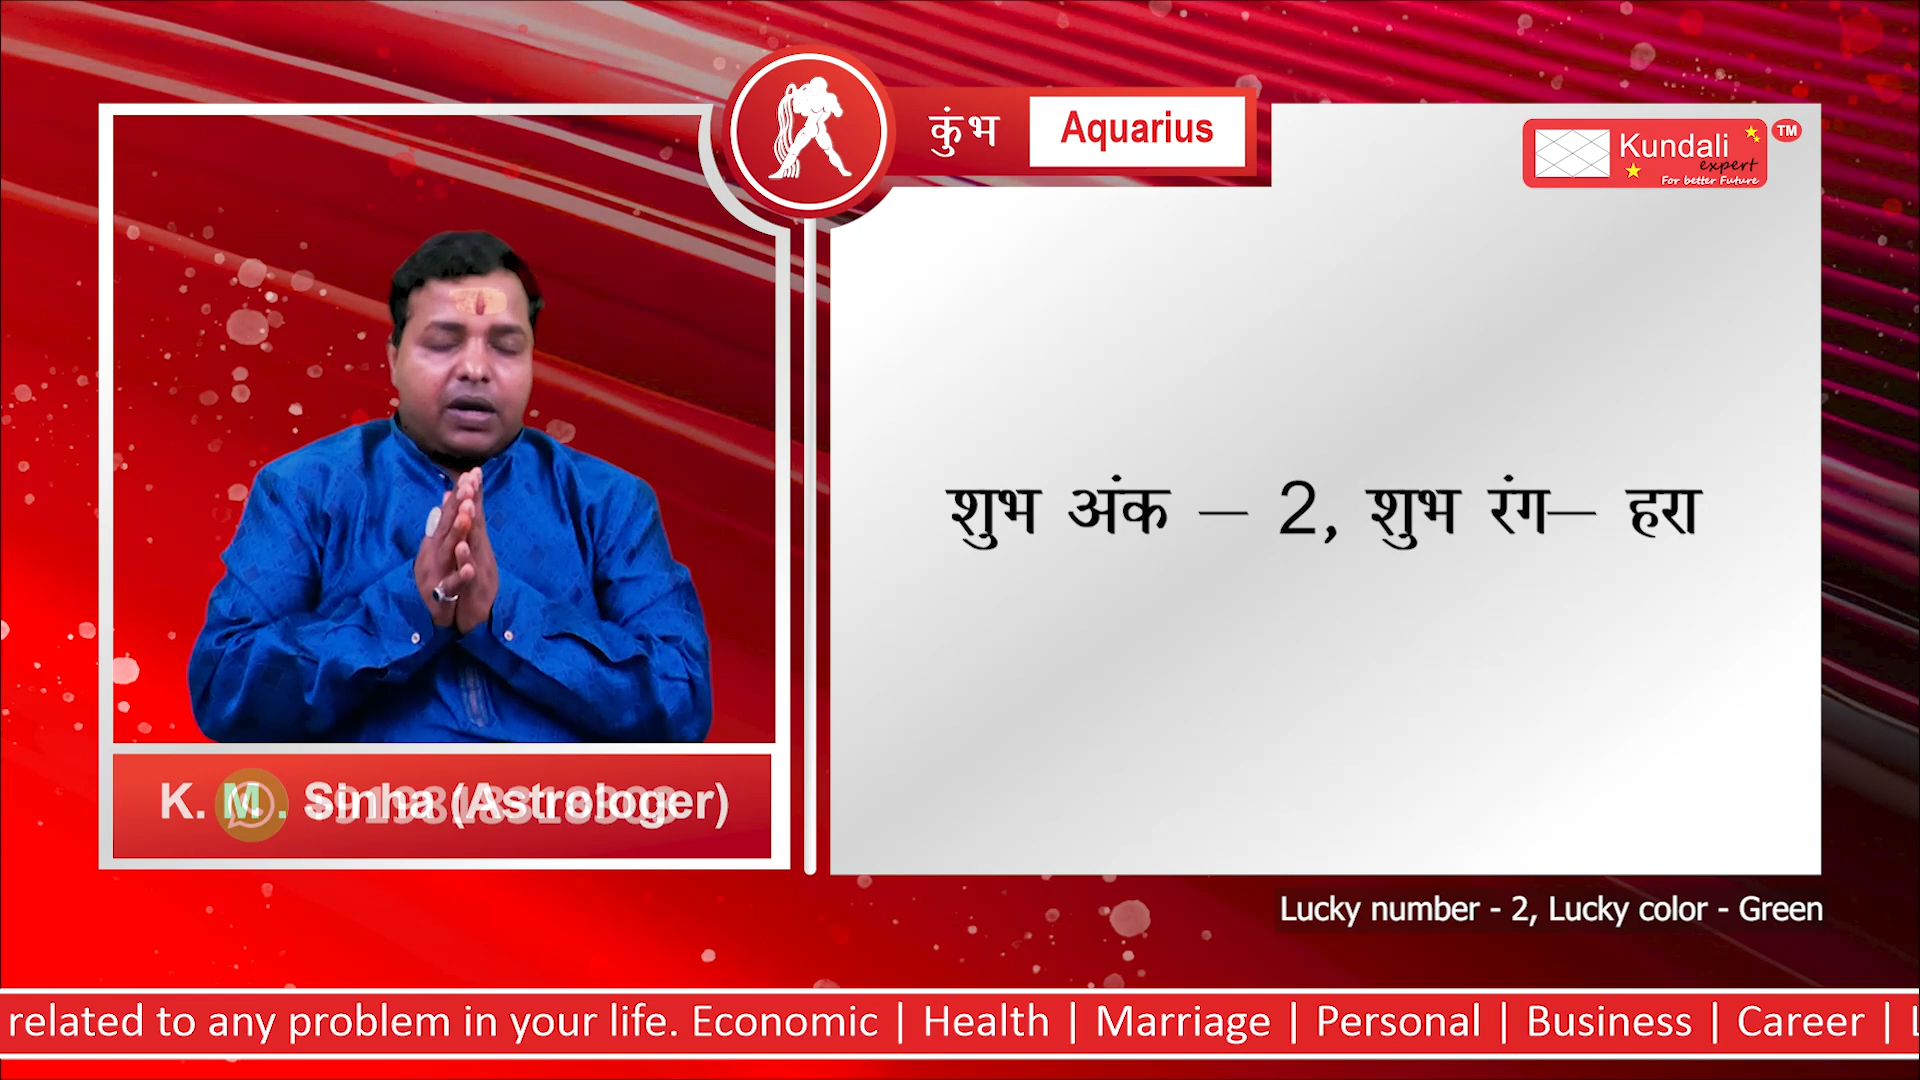 कुंभ
Aquarius
Kundali
expert
For better Future
TM
शुभ अंक – 2, शुभ रंग– हरा
K. M. Sinha (Astrologer)
Lucky number - 2, Lucky color - Green
related to any problem in your life. Economic | Health | Marriage | Personal | Business | Career |